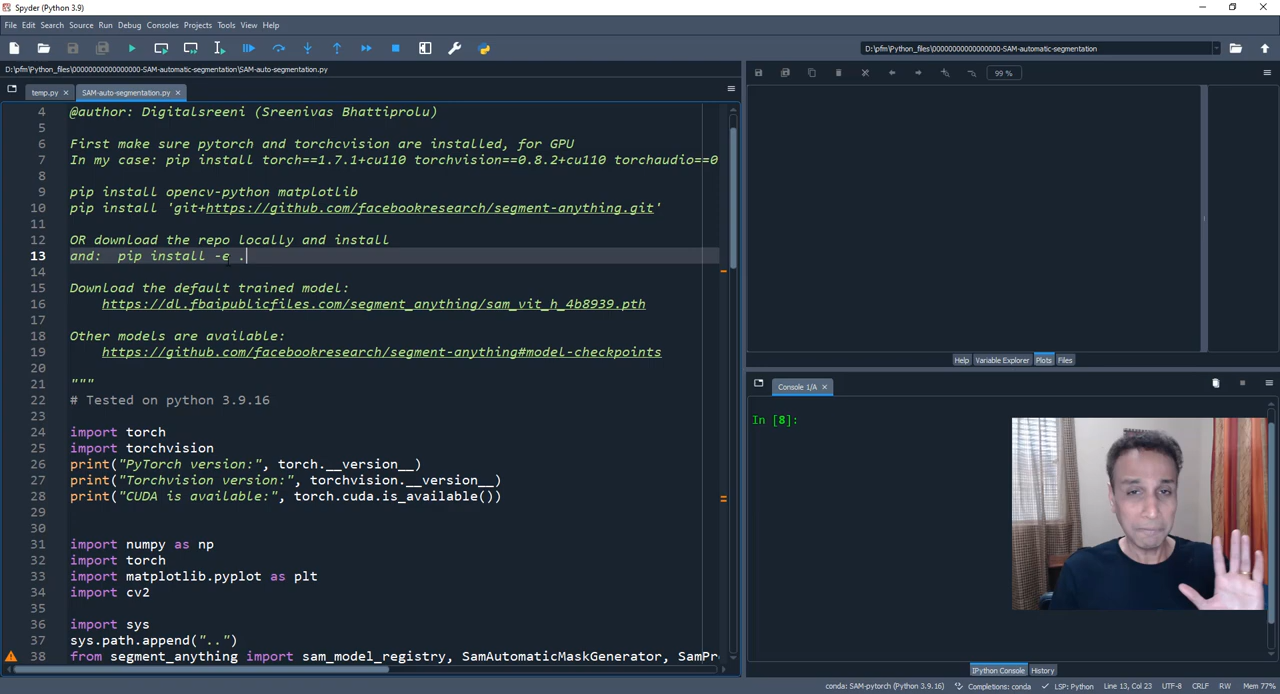 Spyder (Python 3.9)
File Edit Search Source Run Debug Consoles Projects Tools View Help
D:\pfm\Python_files\00000000000000000-SAM-automatic-segmentation
D:\pfm\Python_files\00000000000000000-SAM-automatic-segmentation\SAM-auto-segmentation.py
temp.py
SAM-auto-segmentation.py
99 %
4 @author: Digitalsreeni (Sreenivas Bhattiprolu)
5
6 First make sure pytorch and torchcvision are installed, for GPU
7 In my case: pip install torch==1.7.1+cu110 torchvision==0.8.2+cu110 torchaudio==0
8
9 pip install opencv-python matplotlib
10 pip install 'git+https://github.com/facebookresearch/segment-anything.git'
11
12 OR download the repo locally and install
13 and: pip install -e .
14
15 Download the default trained model:
16 https://dl.fbaipublicfiles.com/segment_anything/sam_vit_h_4b8939.pth
17
18 Other models are available:
19 https://github.com/facebookresearch/segment-anything#model-checkpoints
20
21 """
22 # Tested on python 3.9.16
23
24 import torch
25 import torchvision
26 print("PyTorch version:", torch.__version__)
27 print("Torchvision version:", torchvision.__version__)
28 print("CUDA is available:", torch.cuda.is_available())
29
30
31 import numpy as np
32 import torch
33 import matplotlib.pyplot as plt
34 import cv2
35
36 import sys
37 sys.path.append("..")
38 from segment_anything import sam_model_registry, SamAutomaticMaskGenerator, SamPr
Help Variable Explorer Plots Files
Console 1/A
In [8]:
IPython Console History
conda: SAM-pytorch (Python 3.9.16) Completions: conda LSP: Python Line 13, Col 23 UTF-8 CRLF RW Mem 77%